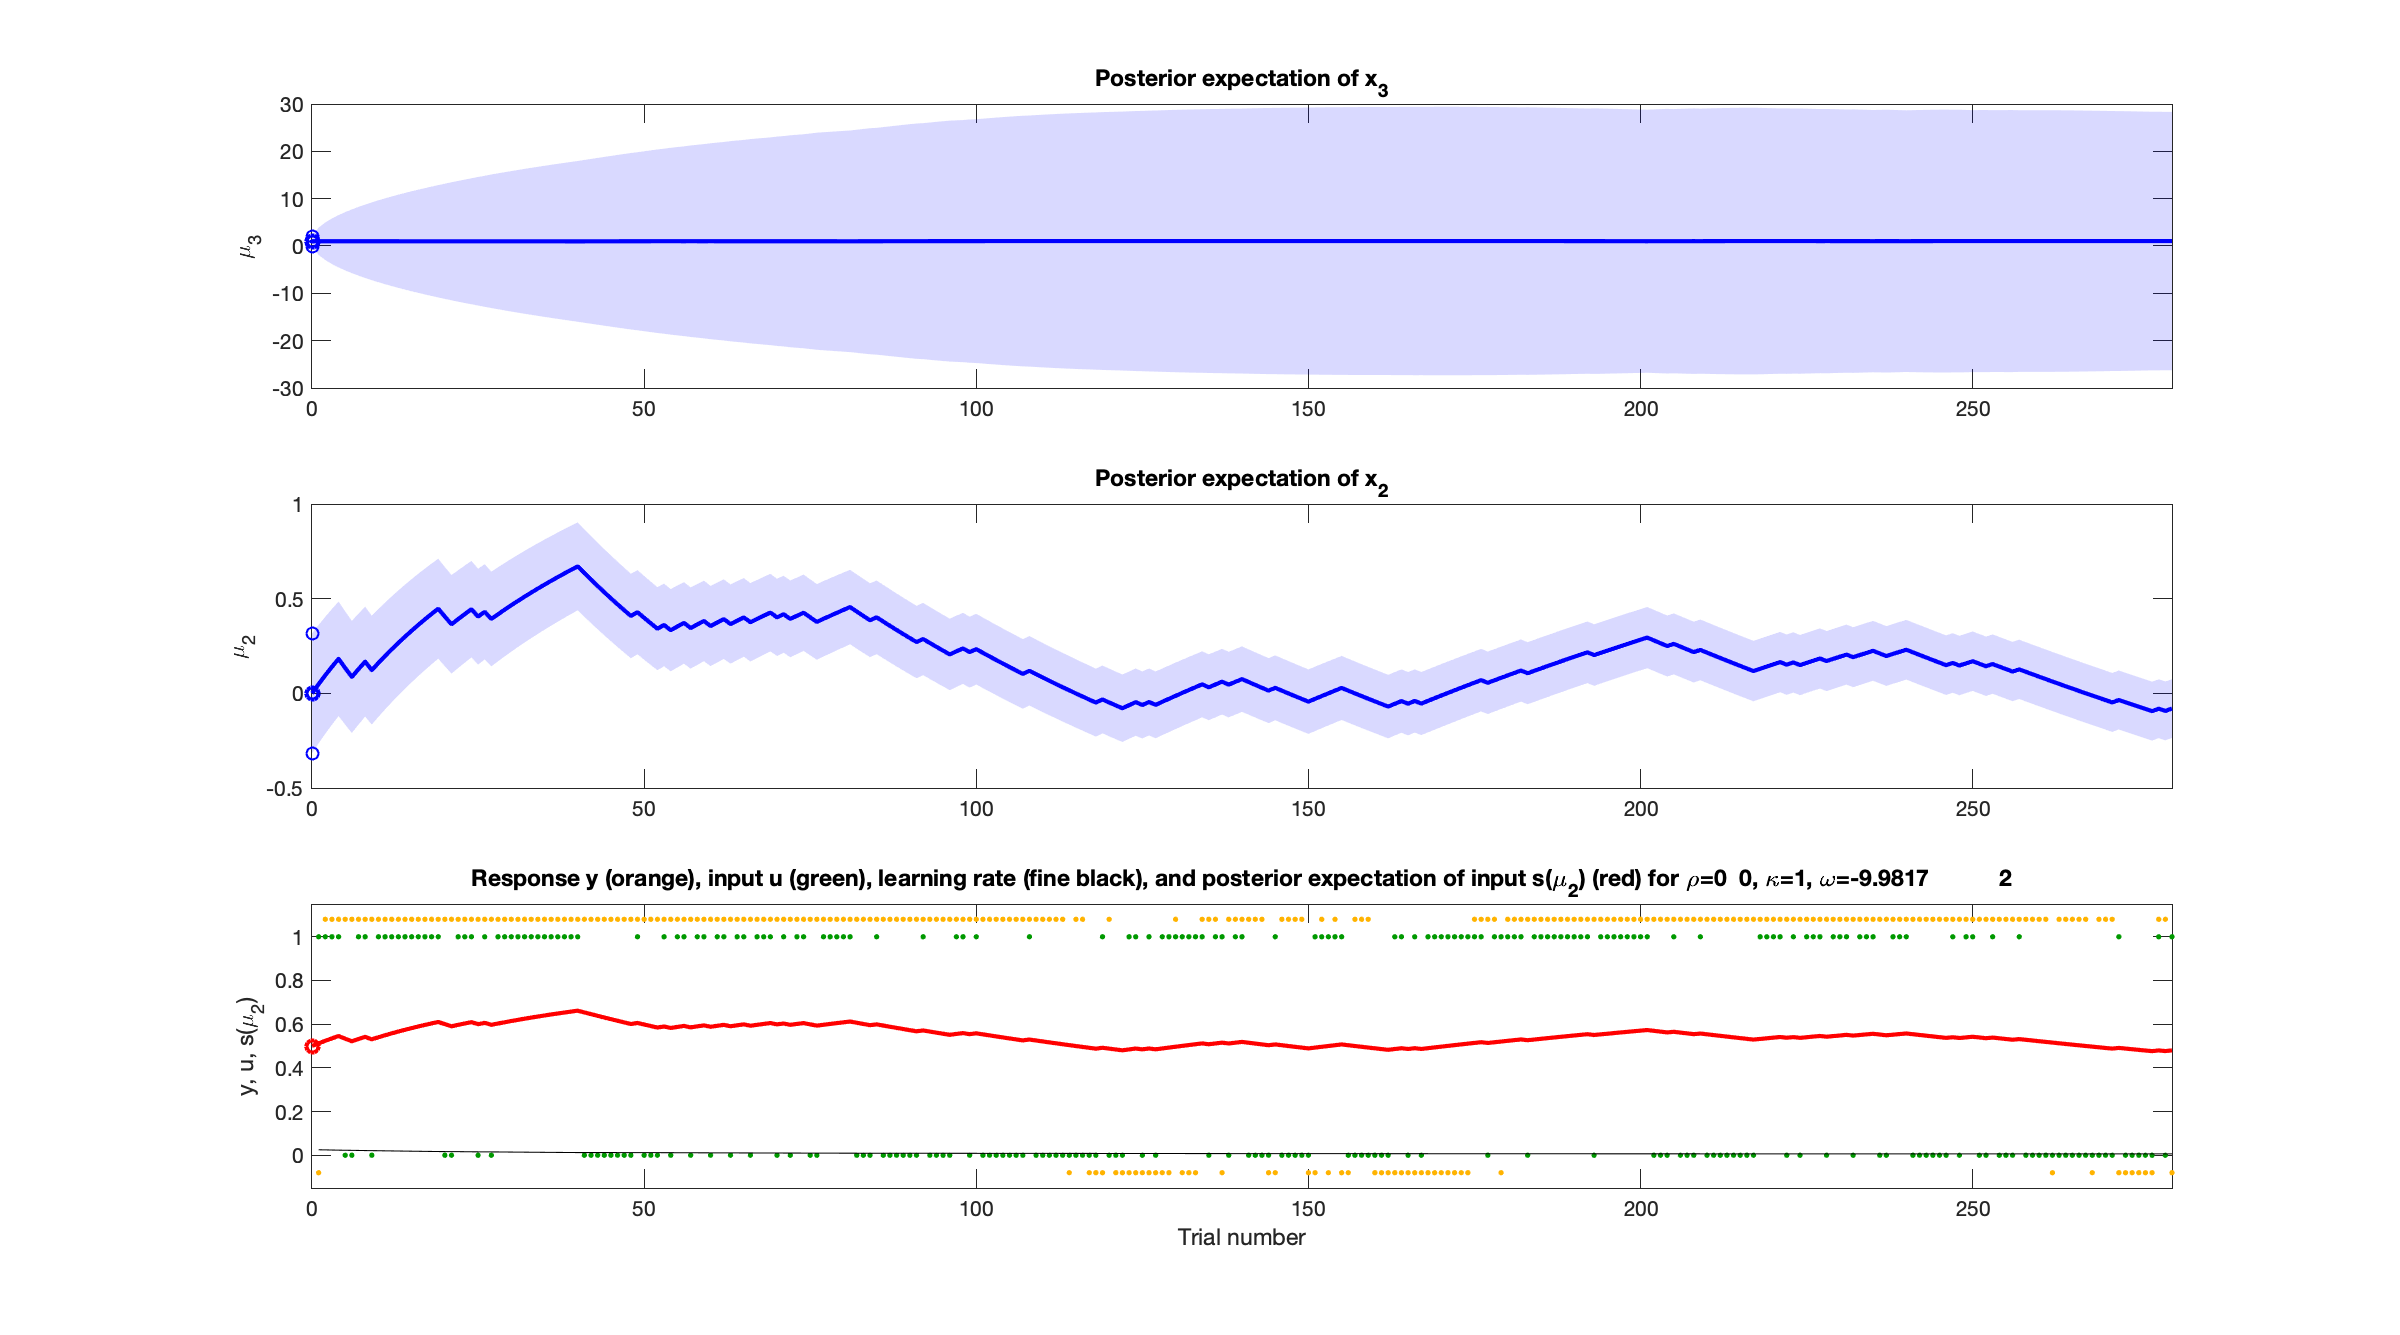 Posterior expectation of x3
30
20
10
0
-10
-20
-30
μ3
0 50 100 150 200 250
Posterior expectation of x2
1
0.5
0
-0.5
μ2
0 50 100 150 200 250
Response y (orange), input u (green), learning rate (fine black), and posterior expectation of input s(μ2) (red) for ρ=0 0, κ=1, ω=-9.9817 2
1
0.8
0.6
0.4
0.2
0
y, u, s(μ2)
0 50 100 150 200 250
Trial number